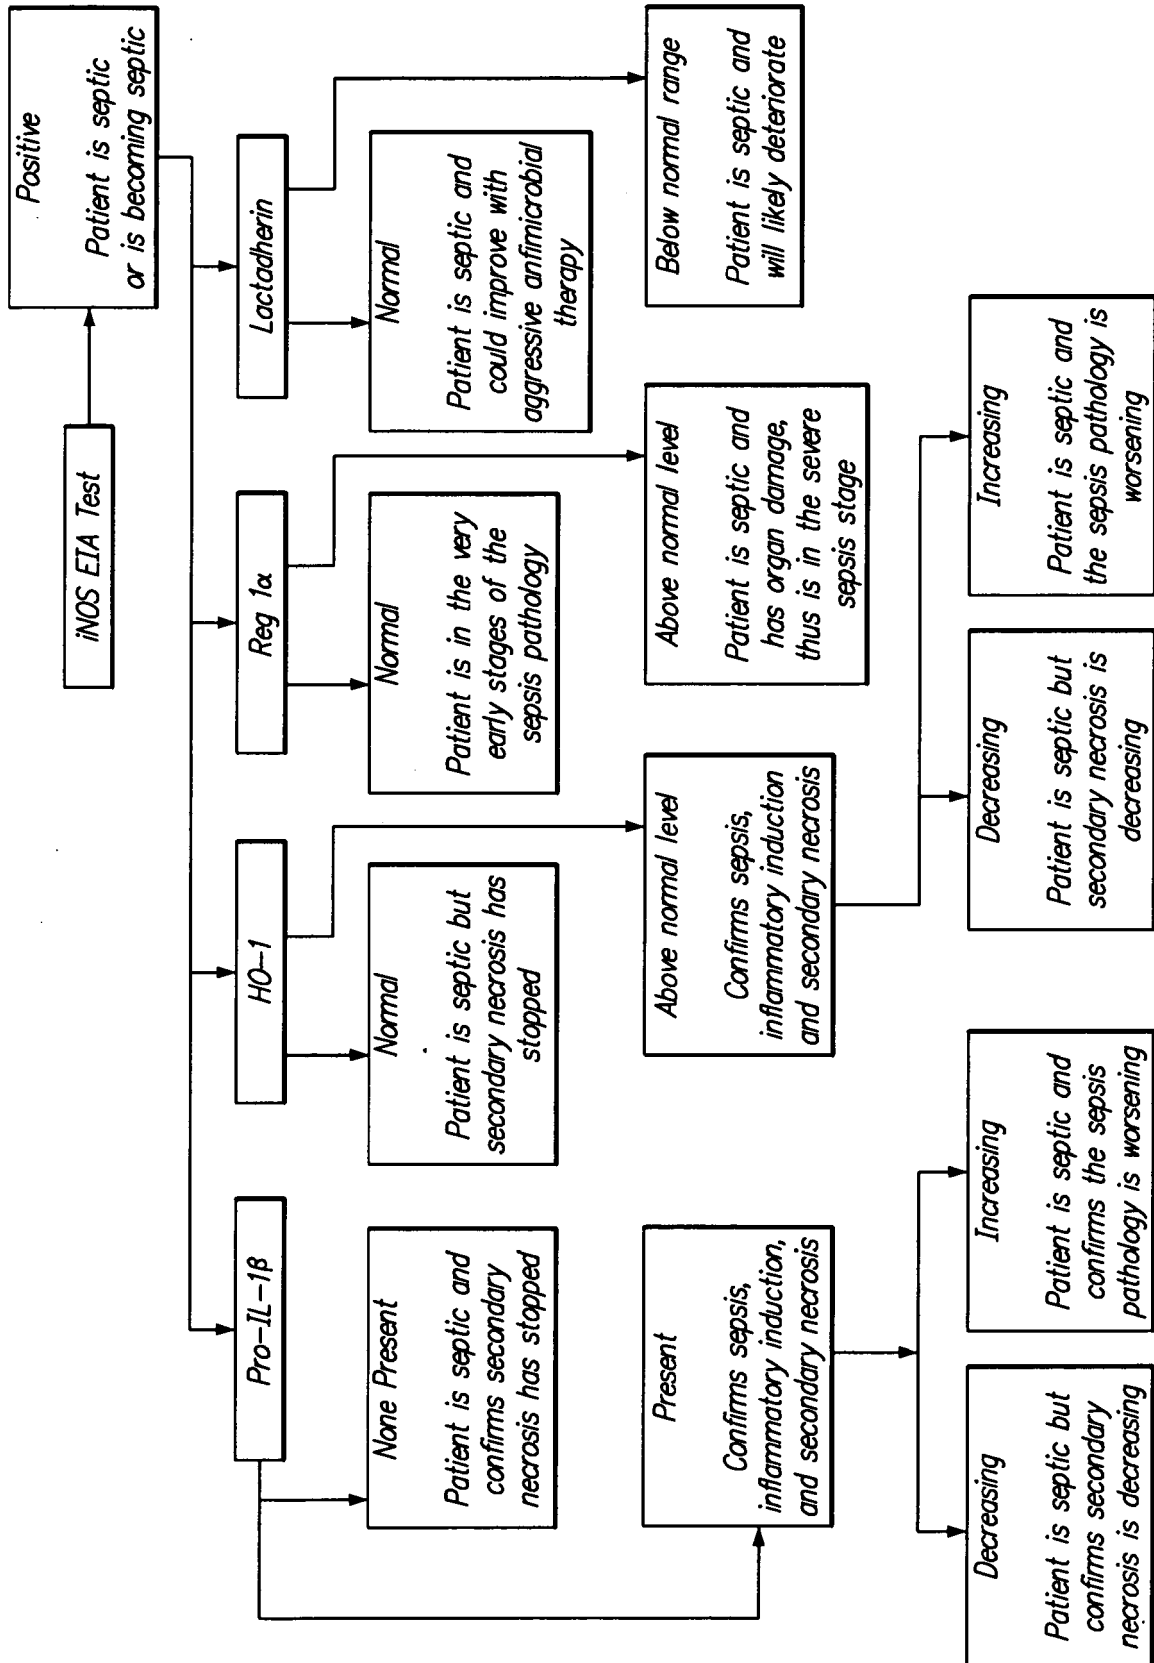 iNOS EIA Test
Positive
Patient is septic
or is becoming septic
Pro-IL-1β
HO-1
Reg 1α
Lactadherin
None Present
Patient is septic and
confirms secondary
necrosis has stopped
Normal
Patient is septic but
secondary necrosis has
stopped
Normal
Patient is in the very
early stages of the
sepsis pathology
Normal
Patient is septic and
could improve with
aggressive antimicrobial
therapy
Present
Confirms sepsis,
inflammatory induction,
and secondary necrosis
Above normal level
Confirms sepsis,
inflammatory induction
and secondary necrosis
Above normal level
Patient is septic and
has organ damage,
thus is in the severe
sepsis stage
Below normal range
Patient is septic and
will likely deteriorate
Decreasing
Patient is septic but
confirms secondary
necrosis is decreasing
Increasing
Patient is septic and
confirms the sepsis
pathology is worsening
Decreasing
Patient is septic but
secondary necrosis is
decreasing
Increasing
Patient is septic and
the sepsis pathology is
worsening